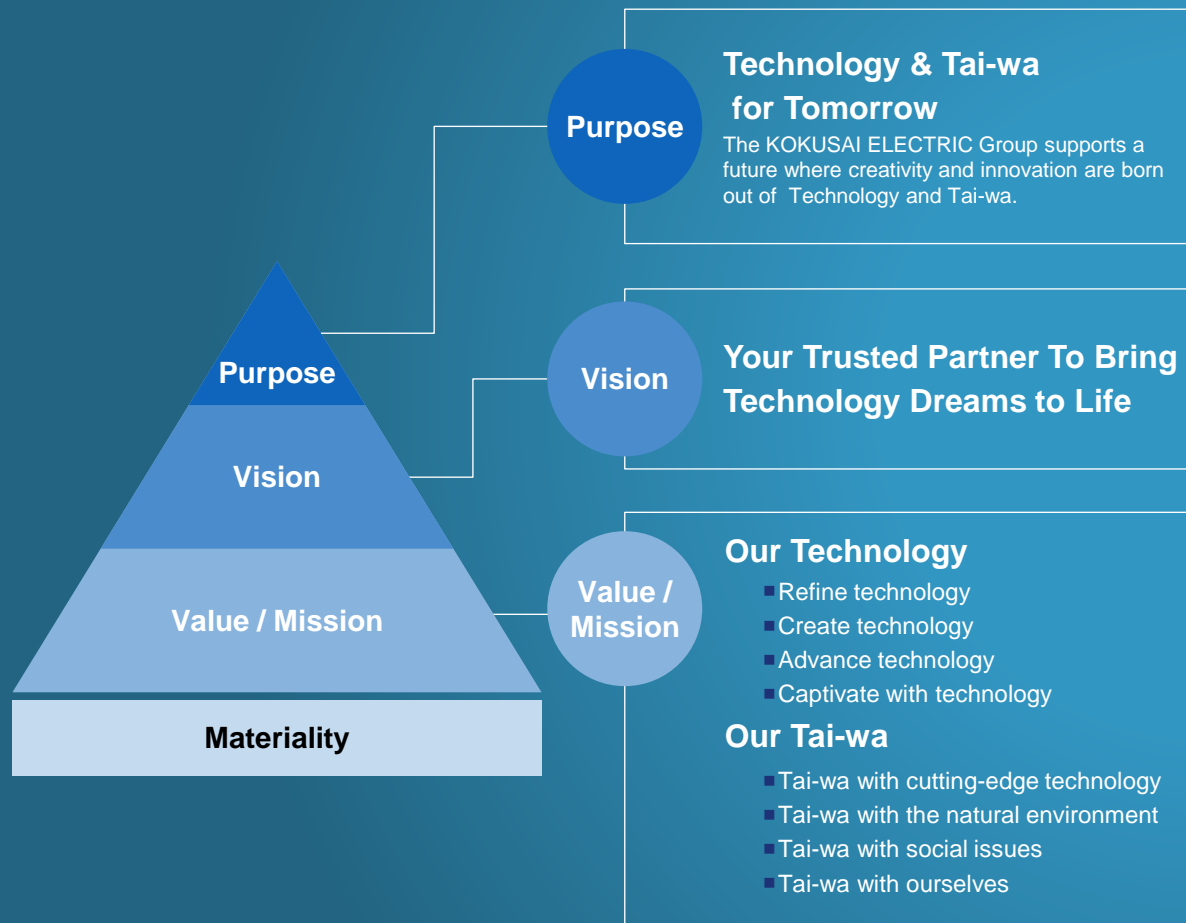 Purpose
Technology & Tai-wa
for Tomorrow
The KOKUSAI ELECTRIC Group supports a
future where creativity and innovation are born
out of Technology and Tai-wa.
Purpose
Vision
Value / Mission
Materiality
Vision
Your Trusted Partner To Bring
Technology Dreams to Life
Value /
Mission
Our Technology
Refine technology
Create technology
Advance technology
Captivate with technology
Our Tai-wa
Tai-wa with cutting-edge technology
Tai-wa with the natural environment
Tai-wa with social issues
Tai-wa with ourselves